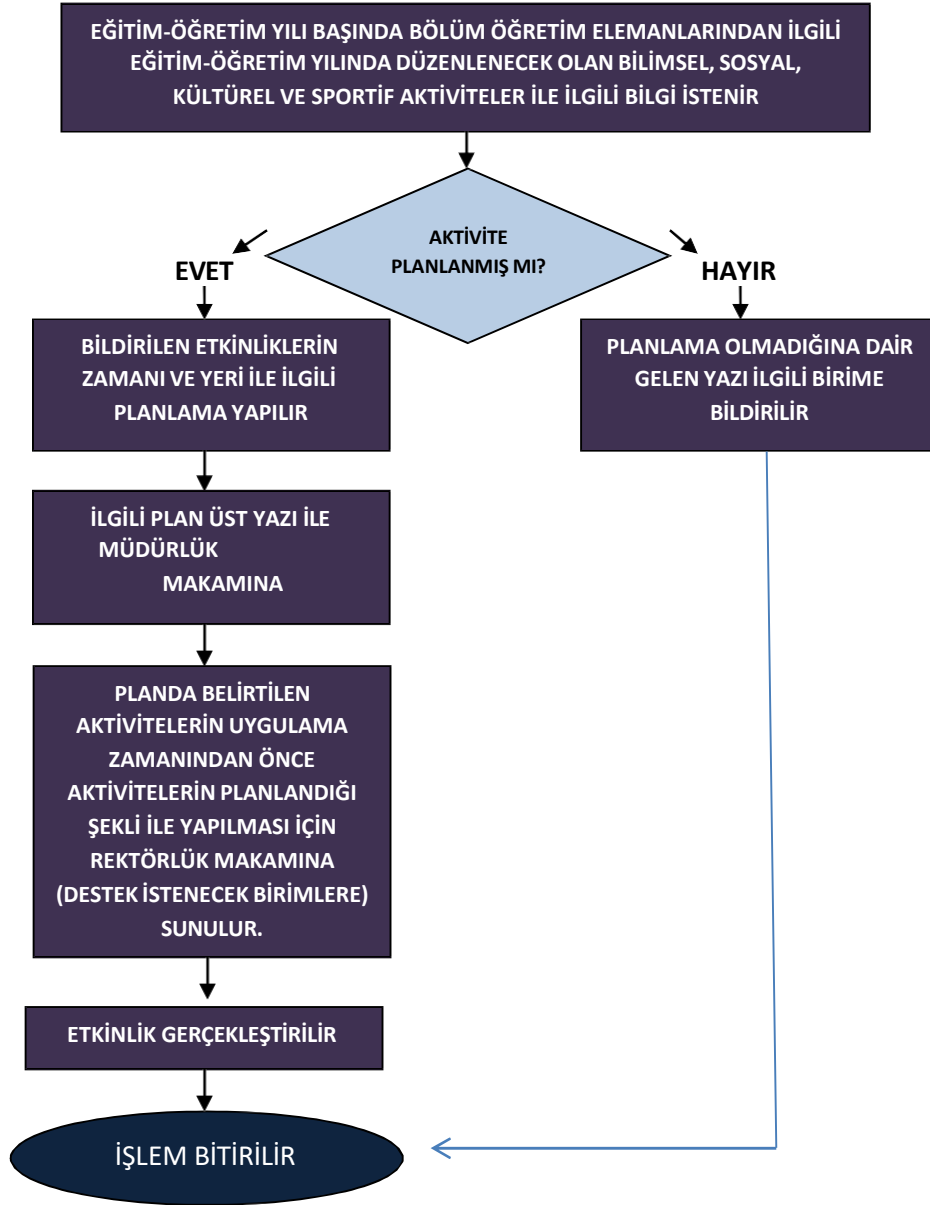 EĞİTİM-ÖĞRETİM YILI BAŞINDA BÖLÜM ÖĞRETİM ELEMANLARINDAN İLGİLİ
EĞİTİM-ÖĞRETİM YILINDA DÜZENLENECEK OLAN BİLİMSEL, SOSYAL,
KÜLTÜREL VE SPORTİF AKTİVİTELER İLE İLGİLİ BİLGİ İSTENİR
AKTİVİTE
PLANLANMIŞ MI?
EVET
HAYIR
BİLDİRİLEN ETKİNLİKLERİN
ZAMANI VE YERİ İLE İLGİLİ
PLANLAMA YAPILIR
PLANLAMA OLMADIĞINA DAİR
GELEN YAZI İLGİLİ BİRİME
BİLDİRİLİR
İLGİLİ PLAN ÜST YAZI İLE
MÜDÜRLÜK
MAKAMINA
PLANDA BELİRTİLEN
AKTİVİTELERİN UYGULAMA
ZAMANINDAN ÖNCE
AKTİVİTELERİN PLANLANDIĞI
ŞEKLİ İLE YAPILMASI İÇİN
REKTÖRLÜK MAKAMINA
(DESTEK İSTENECEK BİRİMLERE)
SUNULUR.
ETKİNLİK GERÇEKLEŞTİRİLİR
İŞLEM BİTİRİLİR